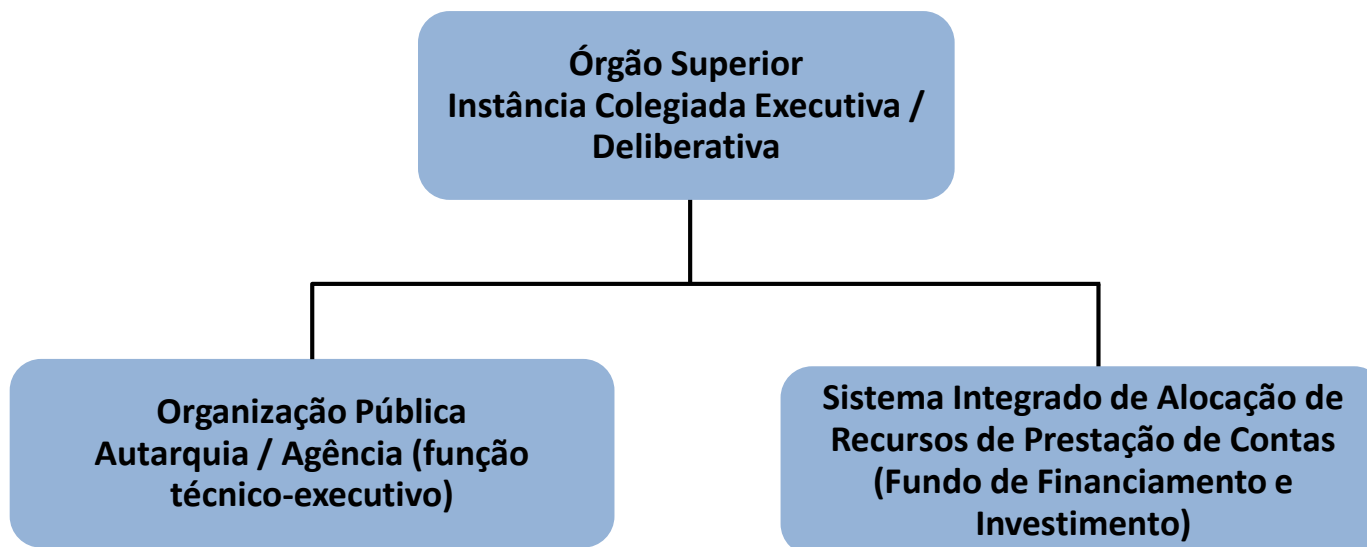 Órgão Superior
Instância Colegiada Executiva /
Deliberativa
Organização Pública
Autarquia / Agência (função
técnico-executivo)
Sistema Integrado de Alocação de
Recursos de Prestação de Contas
(Fundo de Financiamento e
Investimento)